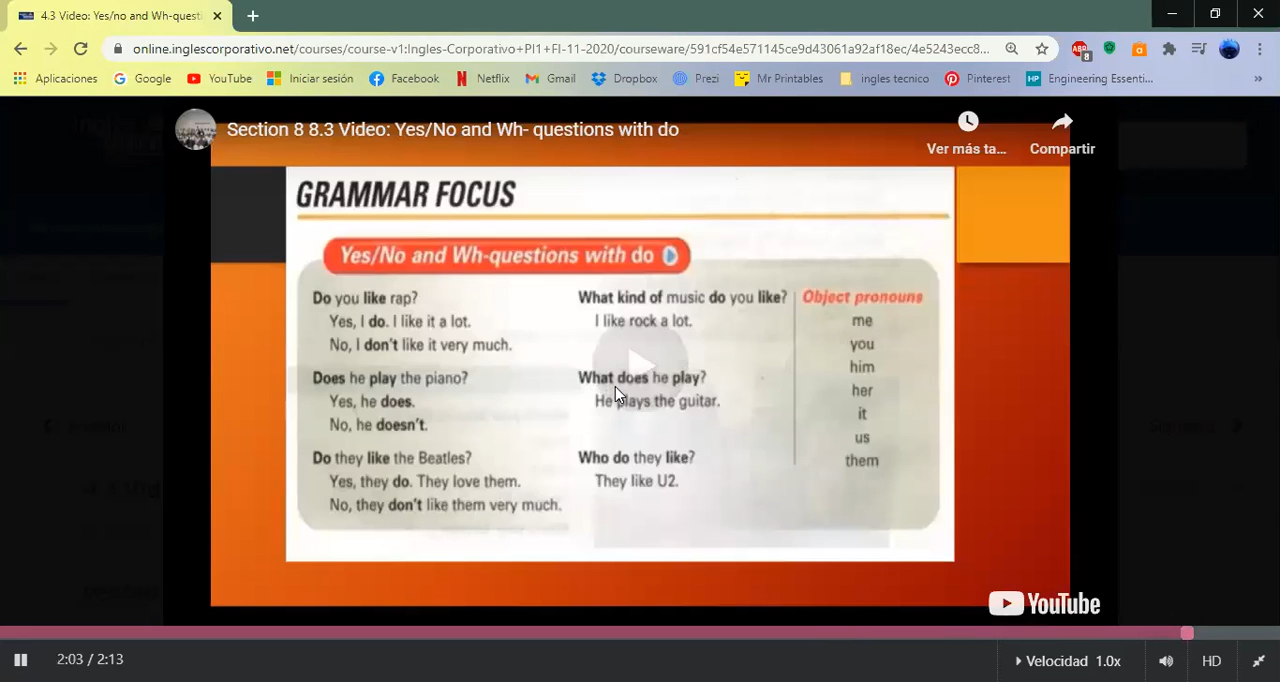 4.3 Video: Yes/no and Wh-questi
online.inglescorporativo.net/courses/course-v1:Ingles-Corporativo+PI1+FI-11-2020/courseware/591cf54e571145ce9d43061a92af18ec/4e5243ecc8...
ABP
8
a
Aplicaciones Google YouTube Iniciar sesión Facebook Netflix Gmail Dropbox Prezi Mr Printables ingles tecnico Pinterest HP Engineering Essenti... »
Section 8 8.3 Video: Yes/No and Wh- questions with do
Ver más ta...
Compartir
GRAMMAR FOCUS
Yes/No and Wh-questions with do
Do you like rap?
Yes, I do. I like it a lot.
No, I don't like it very much.
Does he play the piano?
Yes, he does.
No, he doesn't.
Do they like the Beatles?
Yes, they do. They love them.
No, they don't like them very much.
What kind of music do you like?
I like rock a lot.
What does he play?
He plays the guitar.
Who do they like?
They like U2.
Object pronouns
me
you
him
her
it
us
them
YouTube
2:03 / 2:13
Velocidad 1.0x
HD